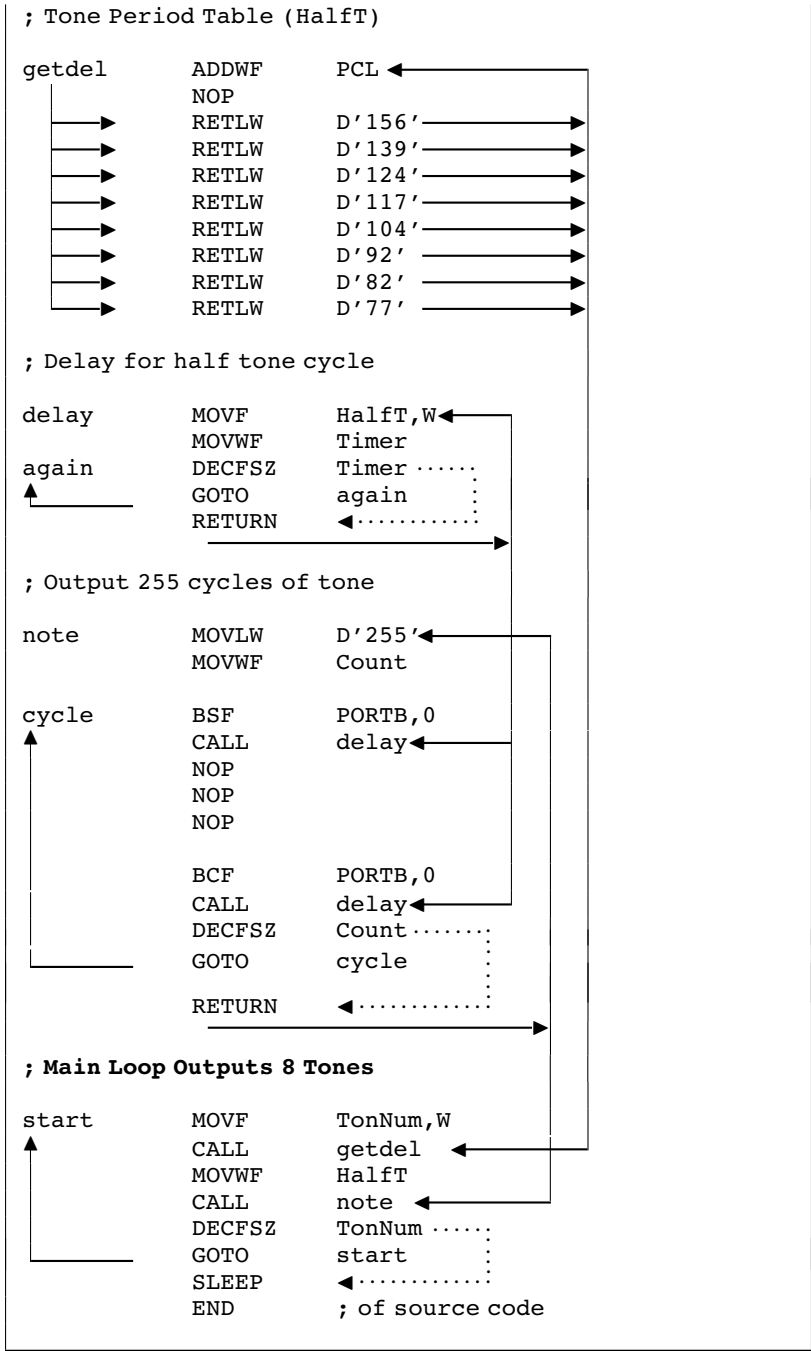 ; Tone Period Table (HalfT)
getdel ADDWF PCL
NOP
RETLW D'156'
RETLW D'139'
RETLW D'124'
RETLW D'117'
RETLW D'104'
RETLW D'92'
RETLW D'82'
RETLW D'77'
; Delay for half tone cycle
delay MOVF HalfT,W
MOVWF Timer
again DECFSZ Timer
GOTO again
RETURN
; Output 255 cycles of tone
note MOVLW D'255'
MOVWF Count
cycle BSF PORTB,0
CALL delay
NOP
NOP
NOP
BCF PORTB,0
CALL delay
DECFSZ Count
GOTO cycle
RETURN
; Main Loop Outputs 8 Tones
start MOVF TonNum,W
CALL getdel
MOVWF HalfT
CALL note
DECFSZ TonNum
GOTO start
SLEEP
END ; of source code